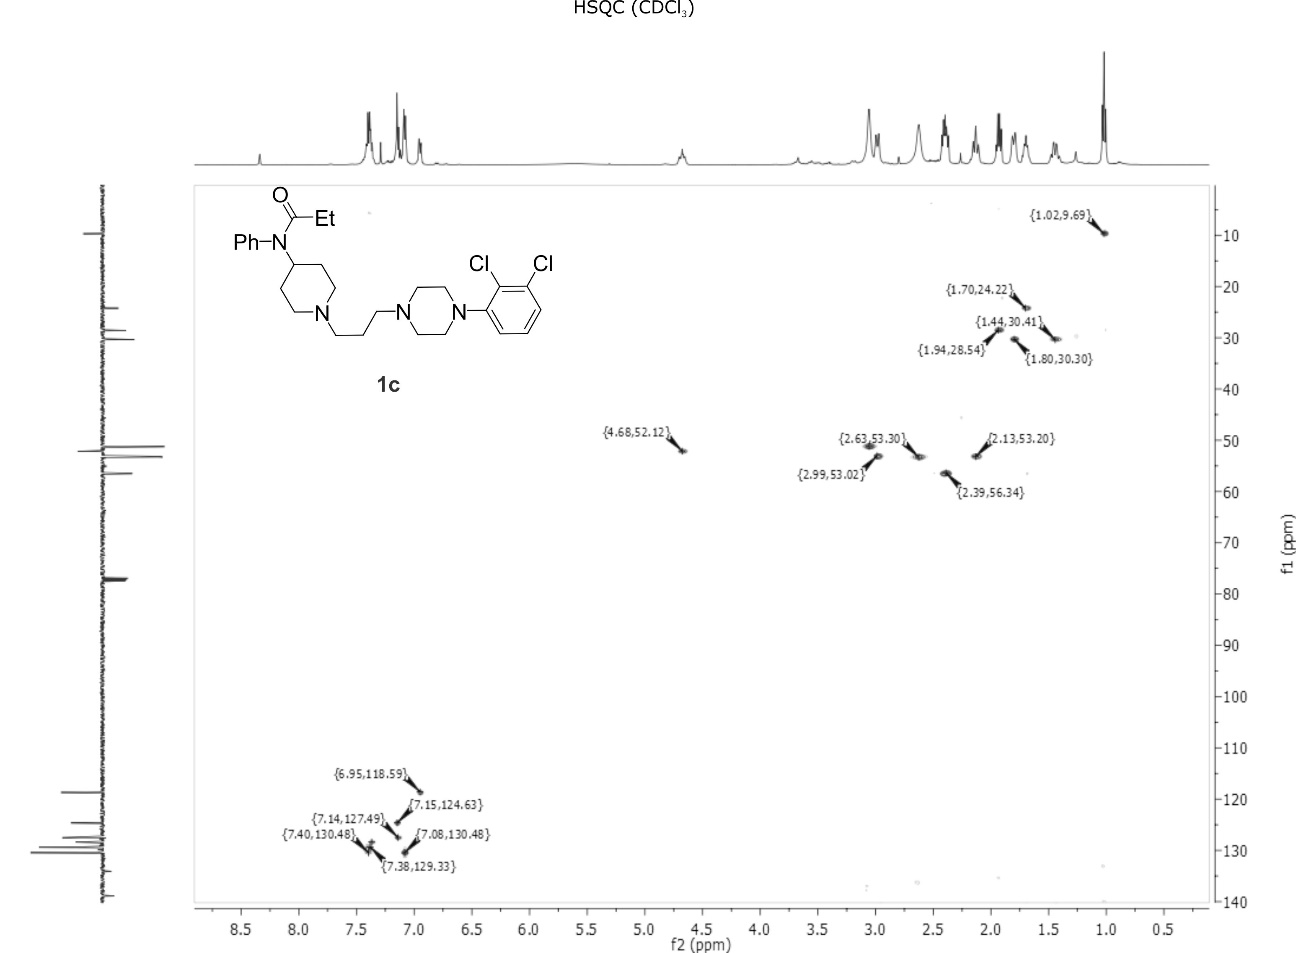 HSQC (CDCl₃)
O
Et
Ph
N
Cl
Cl
N
N
N
1c
{1.02,9.69}
{1.70,24.22}
{1.44,30.41}
{1.94,28.54}
{1.80,30.30}
{4.68,52.12}
{2.63,53.30}
{2.13,53.20}
{2.99,53.02}
{2.39,56.34}
{6.95,118.59}
{7.15,124.63}
{7.14,127.49}
{7.40,130.48}
{7.08,130.48}
{7.38,129.33}
10
20
30
40
50
60
70
80
90
100
110
120
130
140
f1 (ppm)
8.5 8.0 7.5 7.0 6.5 6.0 5.5 5.0 4.5 4.0 3.5 3.0 2.5 2.0 1.5 1.0 0.5
f2 (ppm)